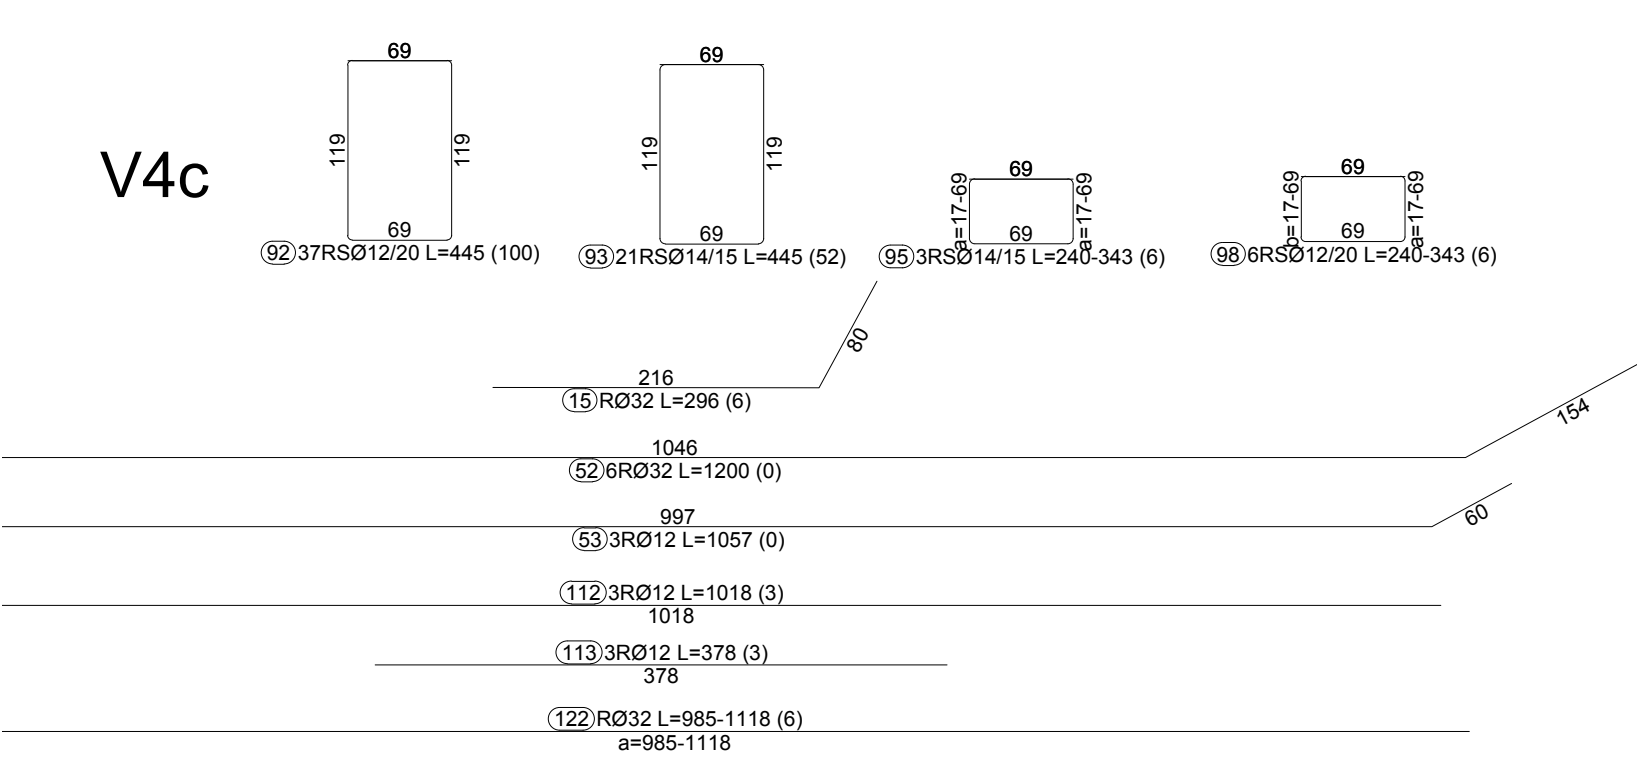 V4c
69
119
119
69
92 37RSØ12/20 L=445 (100)
69
119
119
69
93 21RSØ14/15 L=445 (52)
69
a=17-69
a=17-69
69
95 3RSØ14/15 L=240-343 (6)
69
b=17-69
a=17-69
69
98 6RSØ12/20 L=240-343 (6)
80
216
15 RØ32 L=296 (6)
154
1046
52 6RØ32 L=1200 (0)
997
60
53 3RØ12 L=1057 (0)
112 3RØ12 L=1018 (3)
1018
113 3RØ12 L=378 (3)
378
122 RØ32 L=985-1118 (6)
a=985-1118